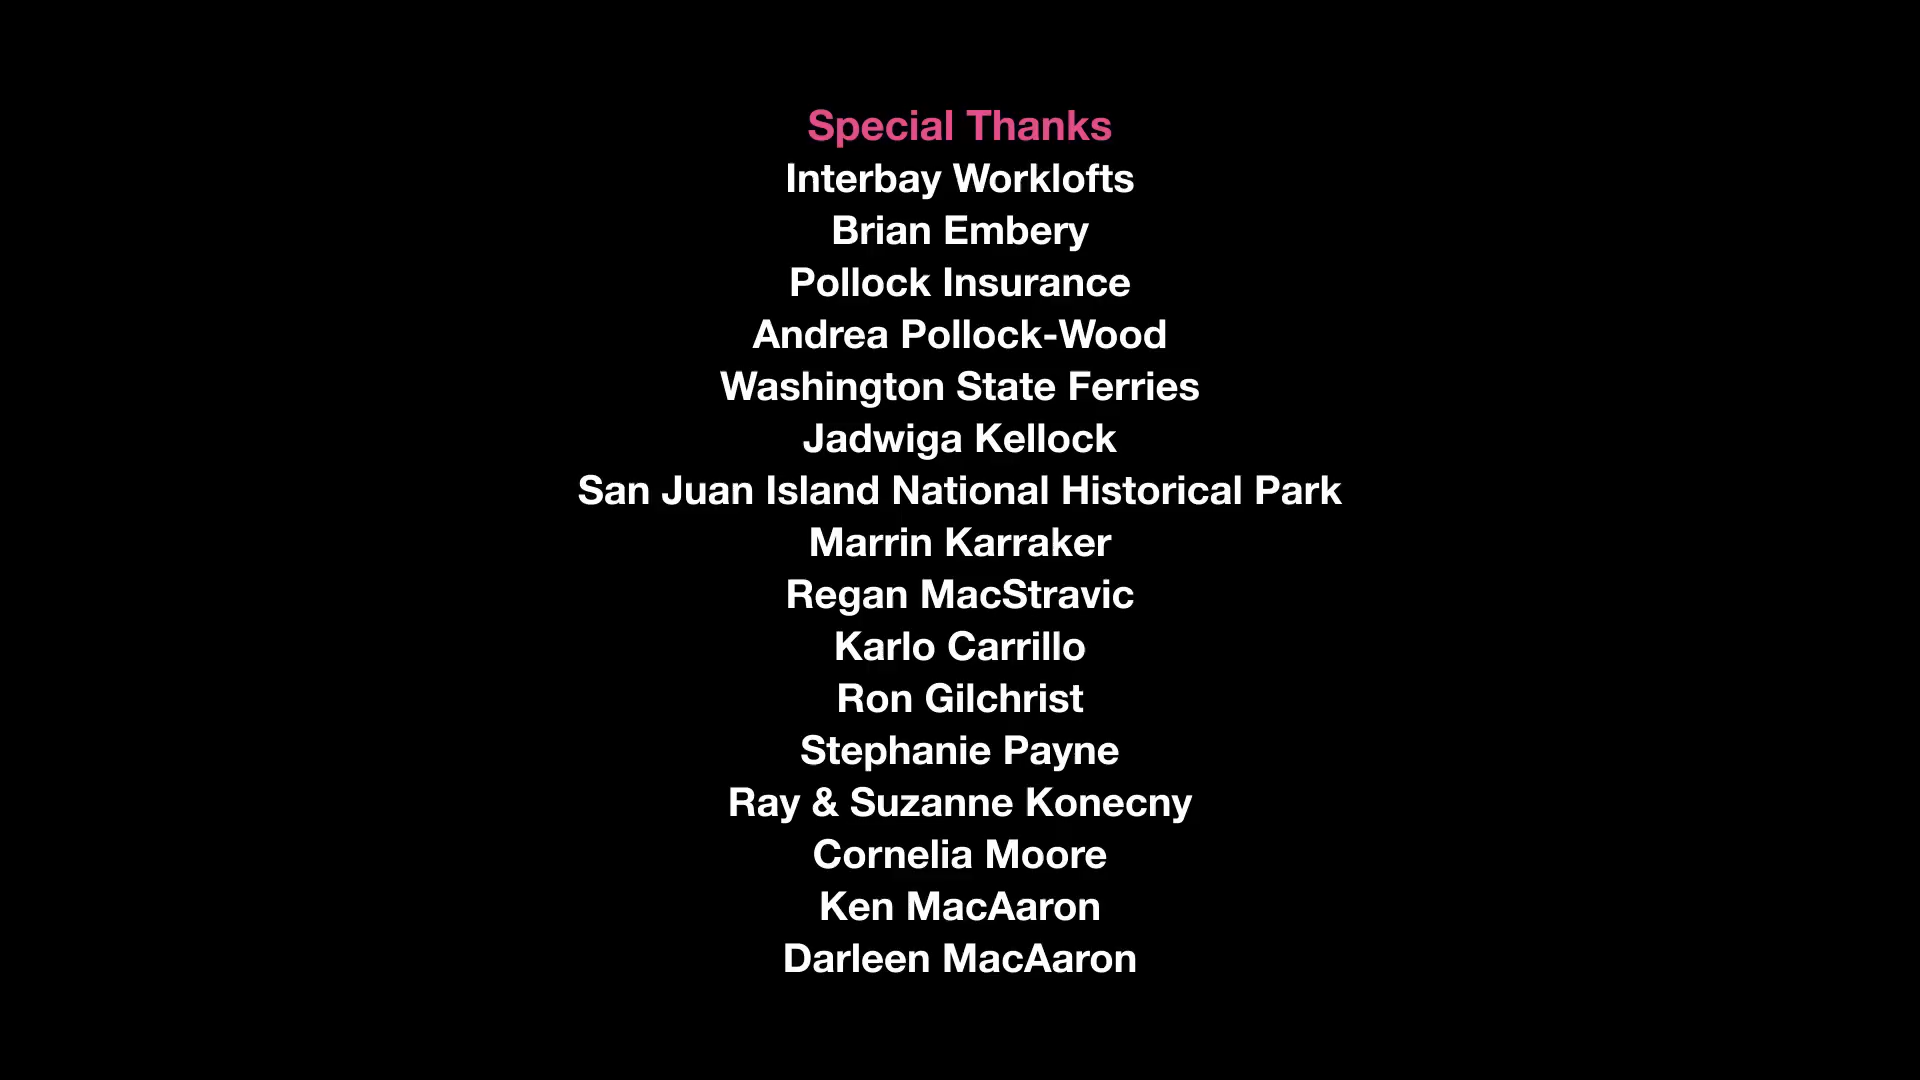 Special Thanks
Interbay Worklofts
Brian Embery
Pollock Insurance
Andrea Pollock-Wood
Washington State Ferries
Jadwiga Kellock
San Juan Island National Historical Park
Marrin Karraker
Regan MacStravic
Karlo Carrillo
Ron Gilchrist
Stephanie Payne
Ray & Suzanne Konecny
Cornelia Moore
Ken MacAaron
Darleen MacAaron